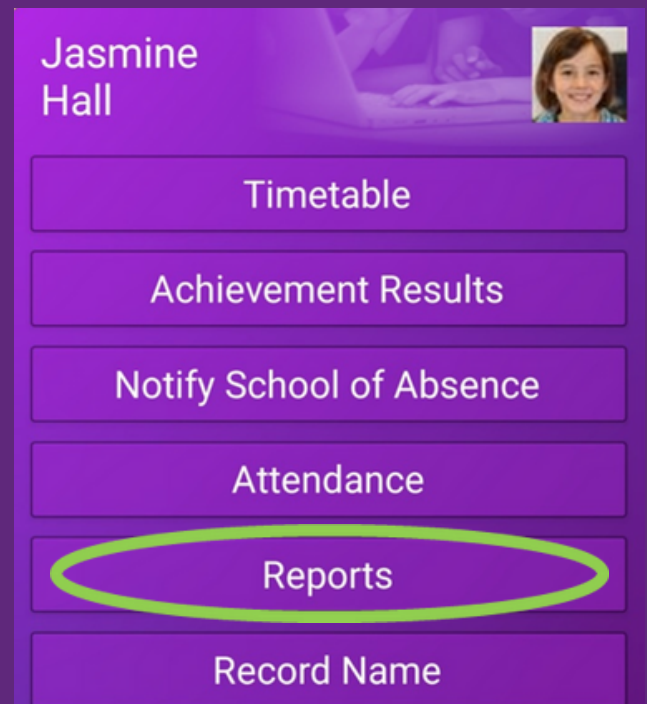 Jasmine
Hall
Timetable
Achievement Results
Notify School of Absence
Attendance
Reports
Record Name